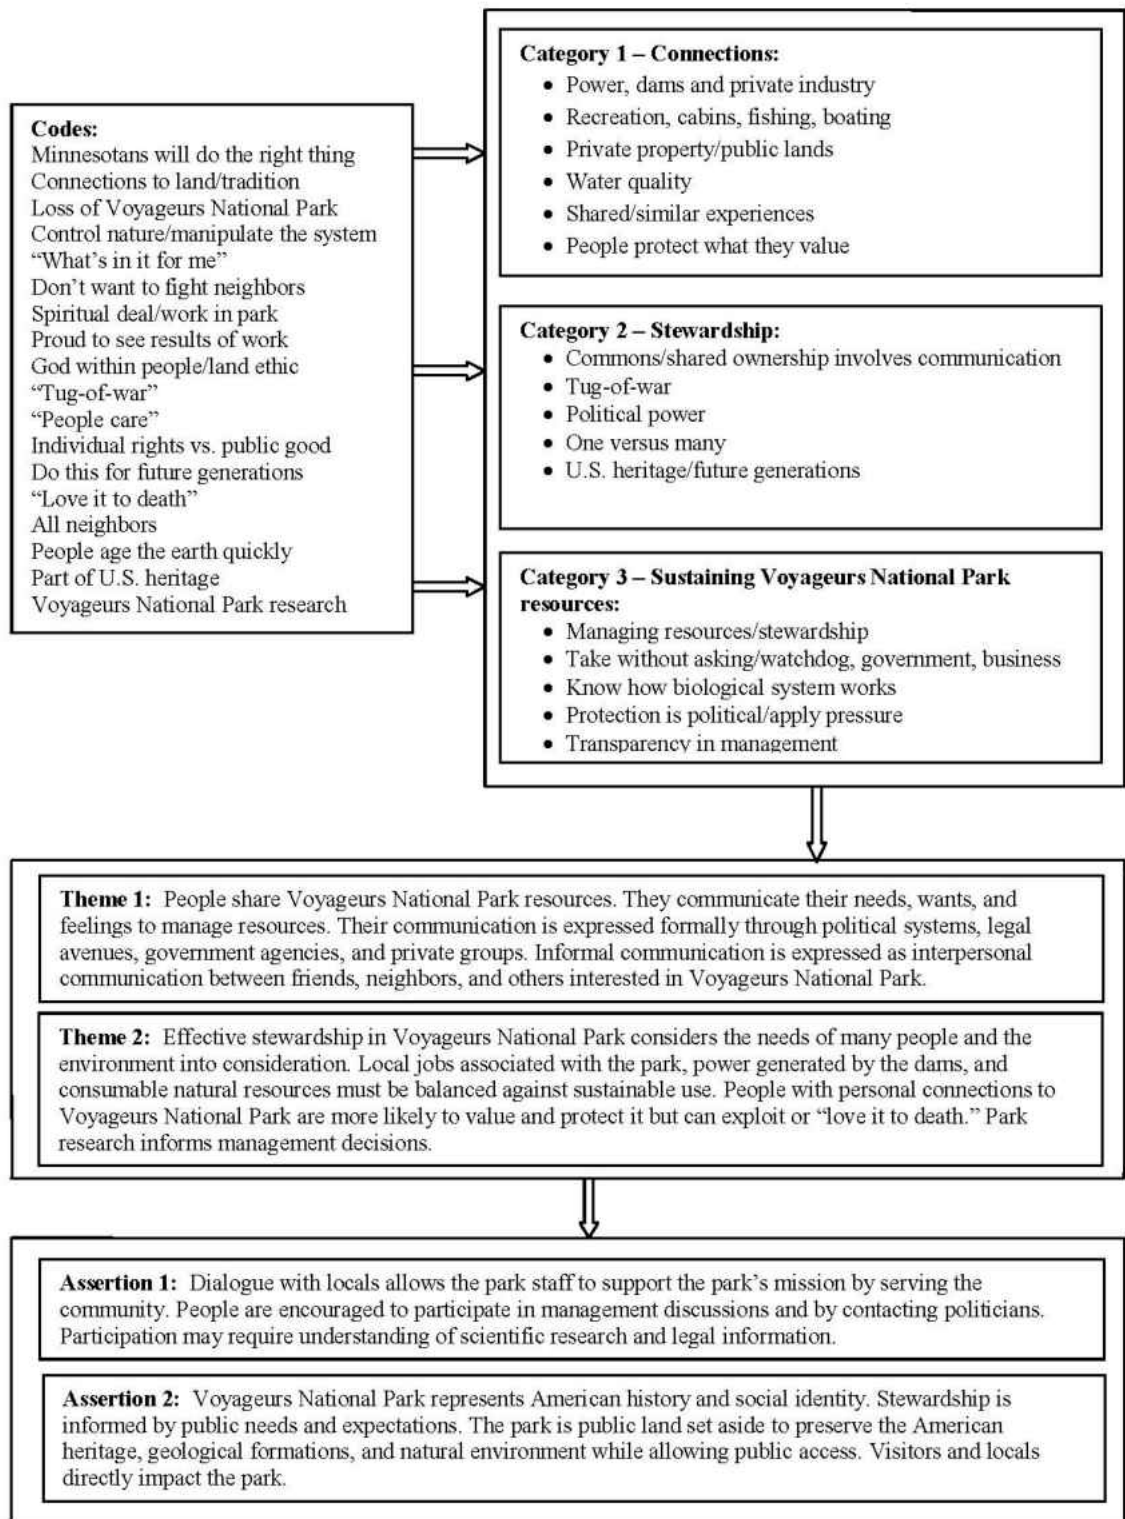 Codes:
Minnesotans will do the right thing
Connections to land/tradition
Loss of Voyageurs National Park
Control nature/manipulate the system
“What’s in it for me”
Don’t want to fight neighbors
Spiritual deal/work in park
Proud to see results of work
God within people/land ethic
“Tug-of-war”
“People care”
Individual rights vs. public good
Do this for future generations
“Love it to death”
All neighbors
People age the earth quickly
Part of U.S. heritage
Voyageurs National Park research
Category 1 – Connections:
• Power, dams and private industry
• Recreation, cabins, fishing, boating
• Private property/public lands
• Water quality
• Shared/similar experiences
• People protect what they value
Category 2 – Stewardship:
• Commons/shared ownership involves communication
• Tug-of-war
• Political power
• One versus many
• U.S. heritage/future generations
Category 3 – Sustaining Voyageurs National Park
resources:
• Managing resources/stewardship
• Take without asking/watchdog, government, business
• Know how biological system works
• Protection is political/apply pressure
• Transparency in management
Theme 1: People share Voyageurs National Park resources. They communicate their needs, wants, and
feelings to manage resources. Their communication is expressed formally through political systems, legal
avenues, government agencies, and private groups. Informal communication is expressed as interpersonal
communication between friends, neighbors, and others interested in Voyageurs National Park.
Theme 2: Effective stewardship in Voyageurs National Park considers the needs of many people and the
environment into consideration. Local jobs associated with the park, power generated by the dams, and
consumable natural resources must be balanced against sustainable use. People with personal connections to
Voyageurs National Park are more likely to value and protect it but can exploit or “love it to death.” Park
research informs management decisions.
Assertion 1: Dialogue with locals allows the park staff to support the park’s mission by serving the
community. People are encouraged to participate in management discussions and by contacting politicians.
Participation may require understanding of scientific research and legal information.
Assertion 2: Voyageurs National Park represents American history and social identity. Stewardship is
informed by public needs and expectations. The park is public land set aside to preserve the American
heritage, geological formations, and natural environment while allowing public access. Visitors and locals
directly impact the park.